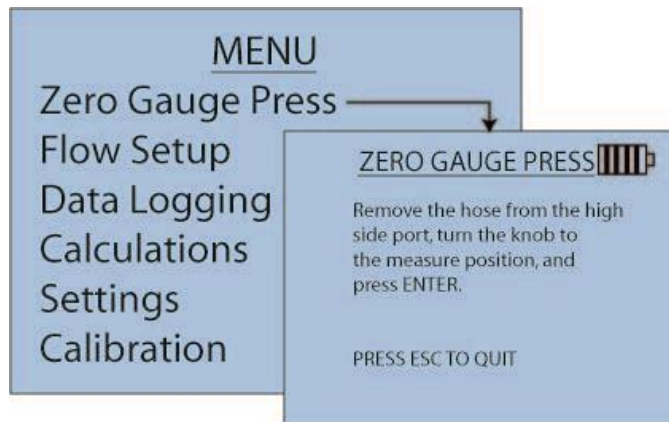 MENU
Zero Gauge Press
Flow Setup
Data Logging
Calculations
Settings
Calibration
ZERO GAUGE PRESS
Remove the hose from the high
side port, turn the knob to
the measure position, and
press ENTER.
PRESS ESC TO QUIT